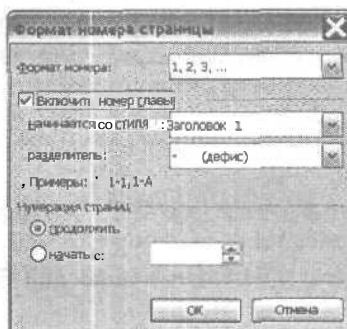 Формат номера страницы
Формат номера: 1, 2, 3, ...
Включить номер главы
Начинается со стиля : Заголовок 1
разделитель: - (дефис)
Примеры: 1-1, 1-А
Нумерация страниц
продолжить
начать с:
ОК Отмена